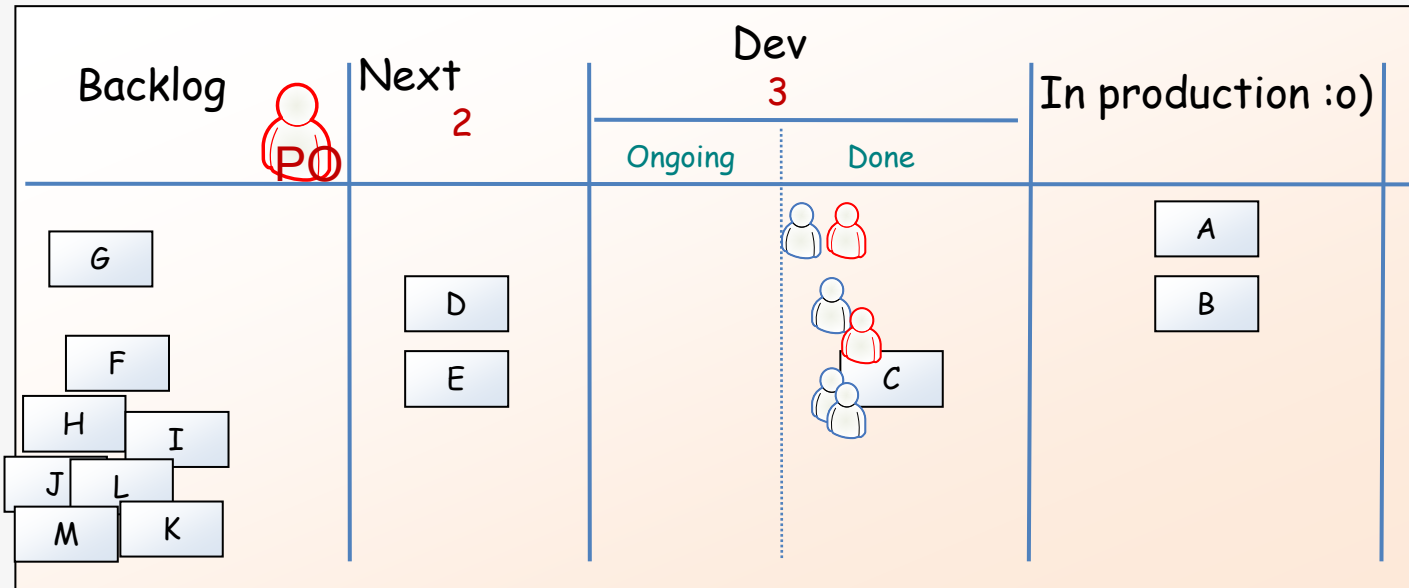 Dev
Backlog
Next
3
In production :o)
2
PO
Ongoing
Done
G
D
A
B
F
E
C
H
I
J
L
M
K